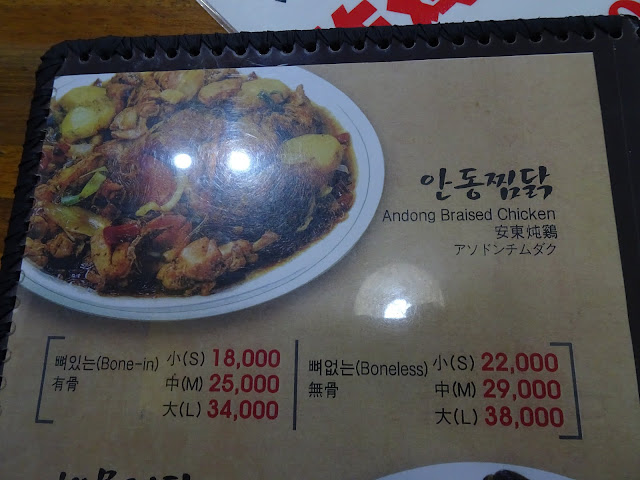 안동찜닭
Andong Braised Chicken
安東炖鷄
アソドンチムダク
뼈있는(Bone-in) 小(S) 18,000
有骨 中(M) 25,000
大(L) 34,000
뼈없는(Boneless) 小(S) 22,000
無骨 中(M) 29,000
大(L) 38,000